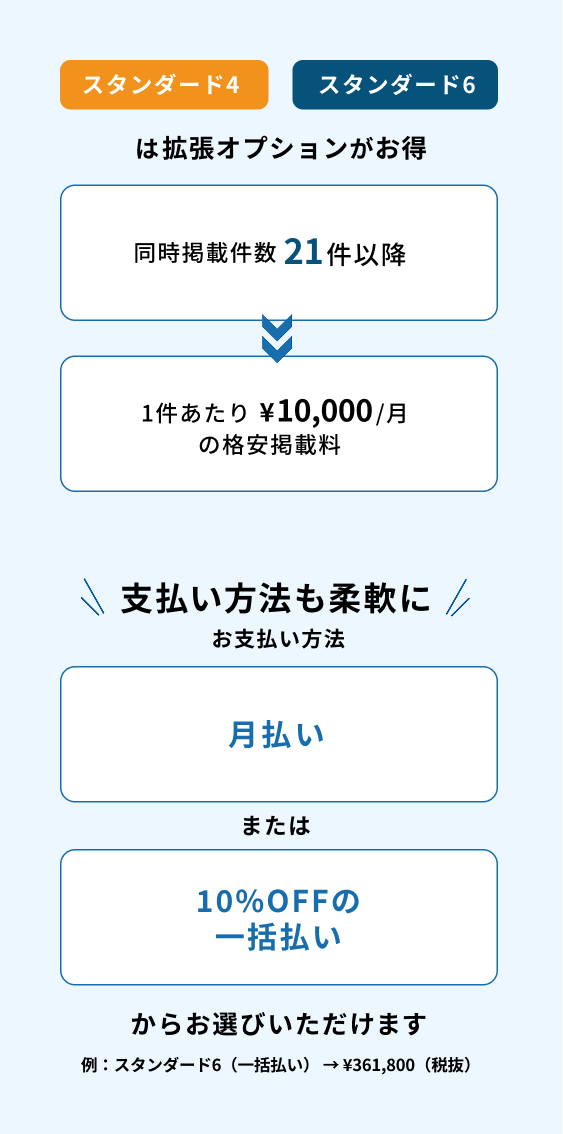 スタンダード4 スタンダード6
は拡張オプションがお得
同時掲載件数 21件以降
1件あたり ¥10,000/月
の格安掲載料
支払い方法も柔軟に
お支払い方法
月払い
または
10%OFFの
一括払い
からお選びいただけます
例：スタンダード6（一括払い） → ¥361,800（税抜）